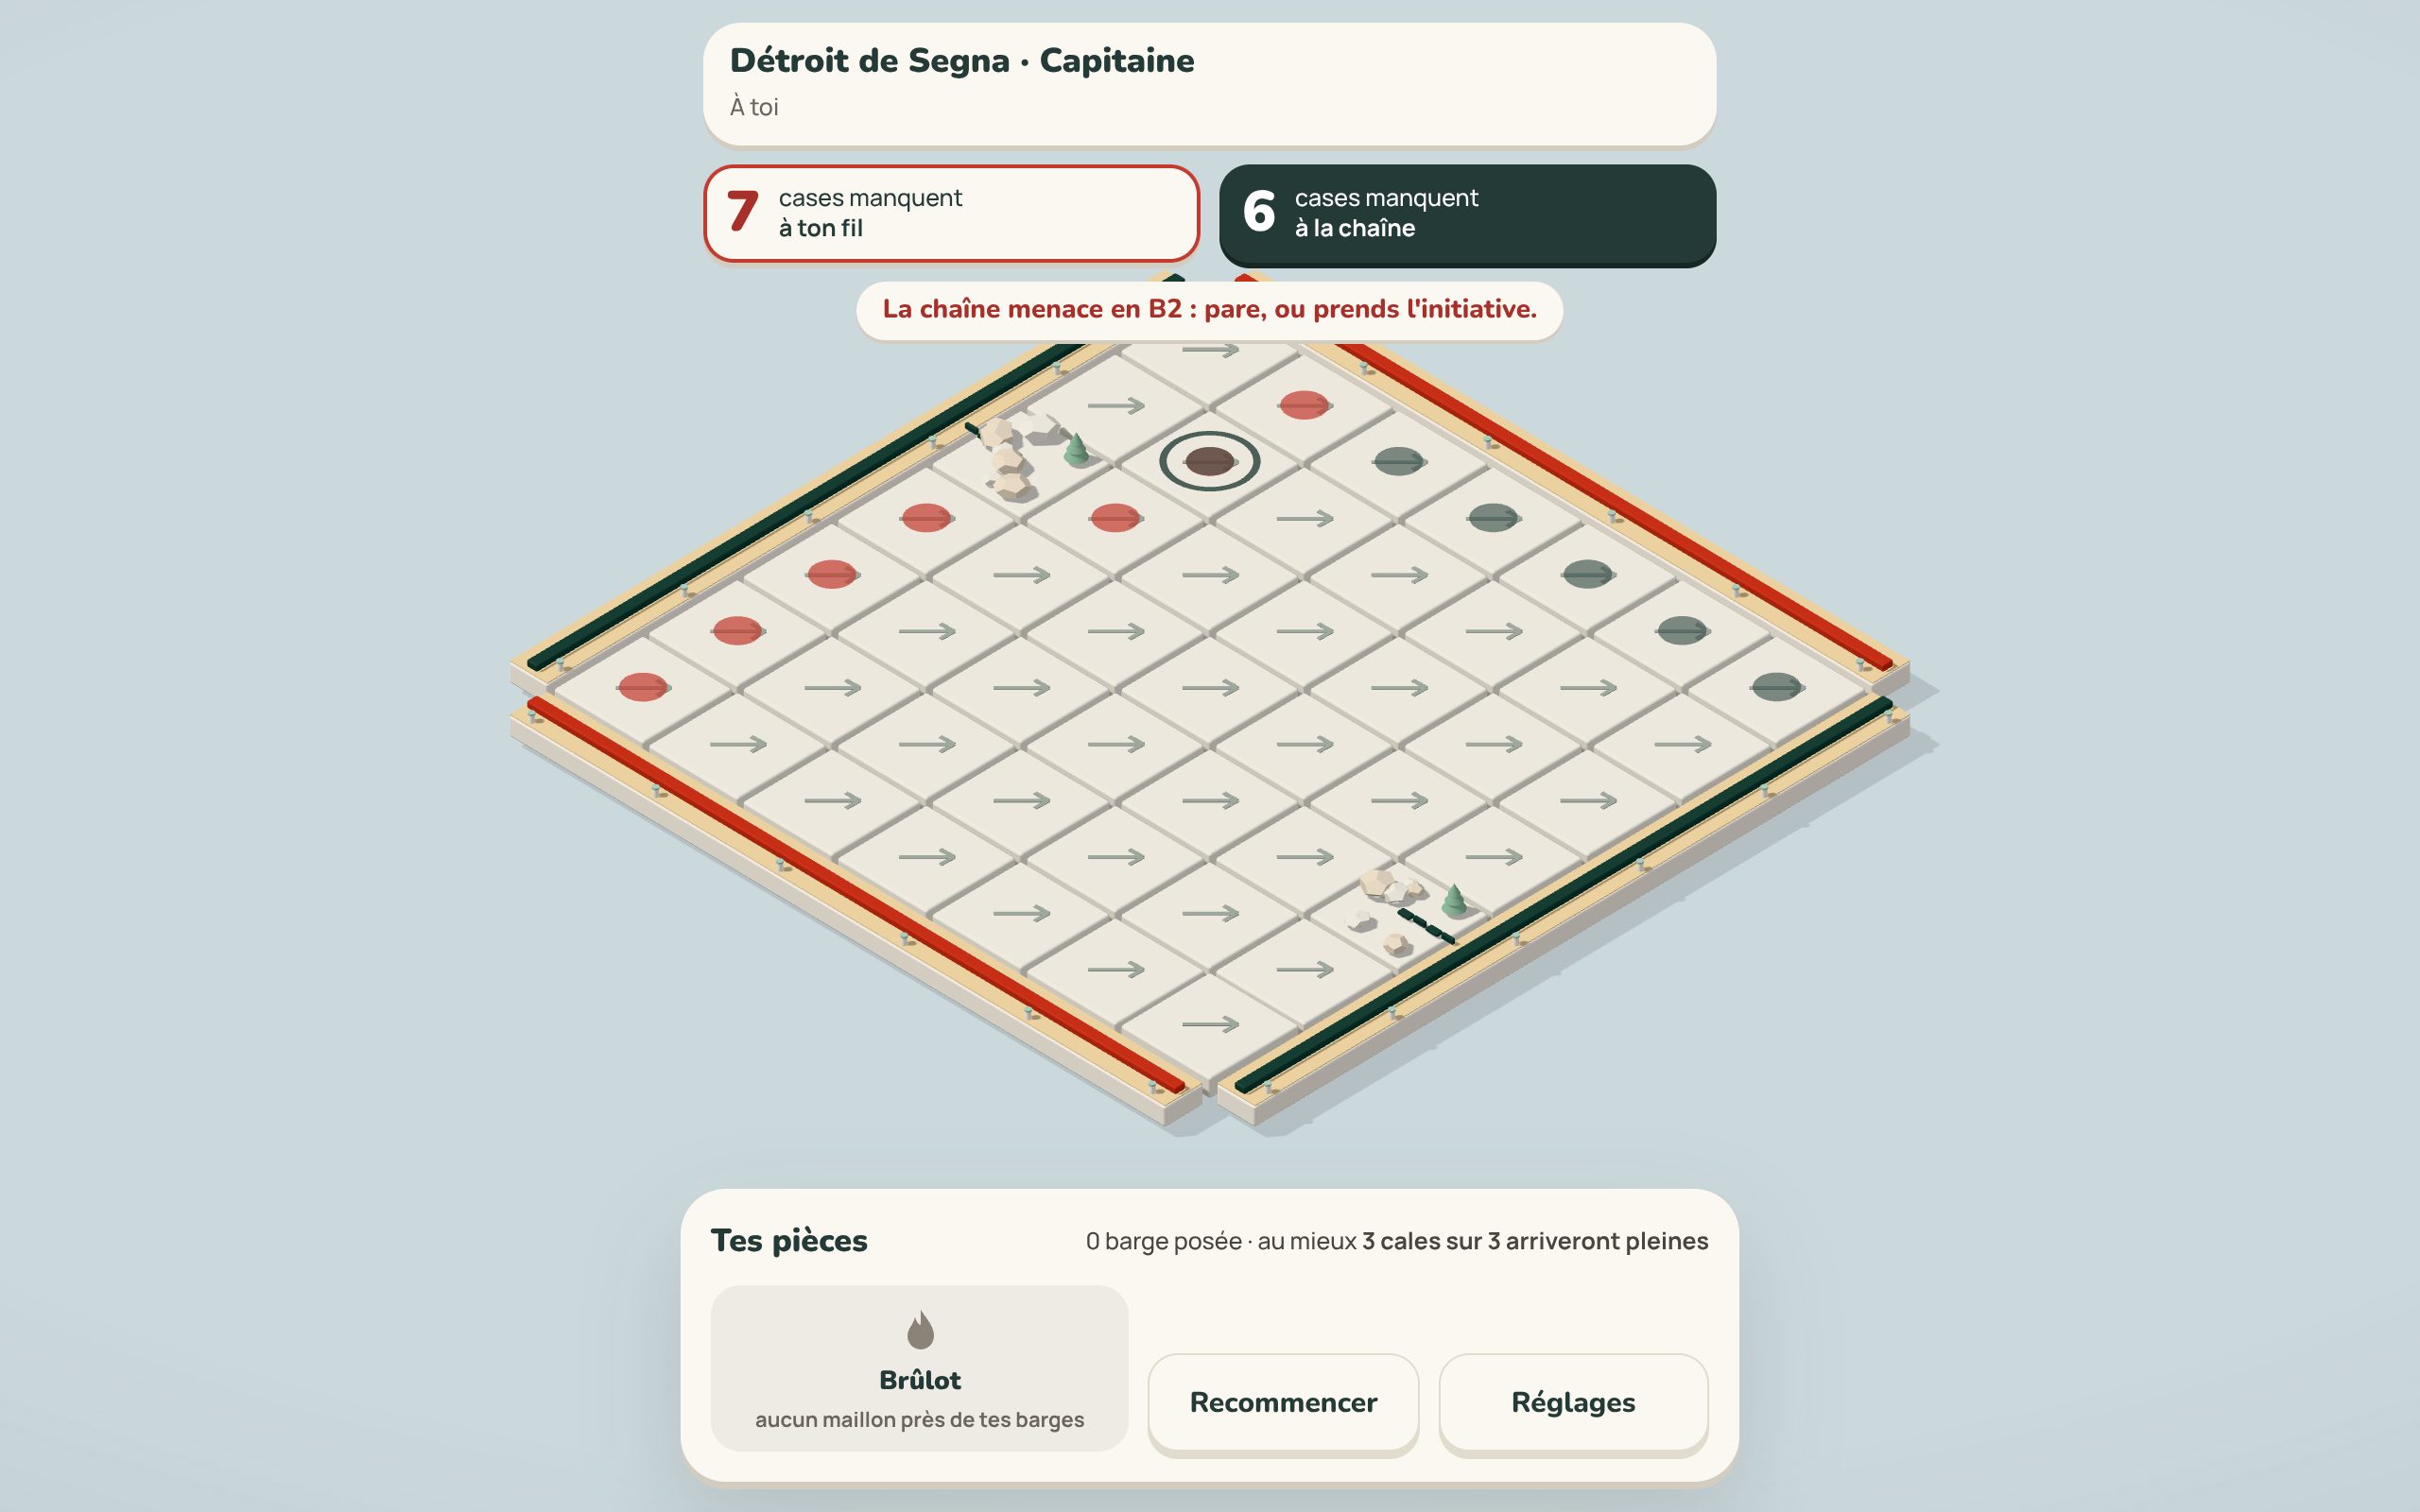 Détroit de Segna · Capitaine
À toi
7 cases manquent
à ton fil
6 cases manquent
à la chaîne
La chaîne menace en B2 : pare, ou prends l'initiative.
Tes pièces
0 barge posée · au mieux 3 cales sur 3 arriveront pleines
Brûlot
aucun maillon près de tes barges
Recommencer
Réglages